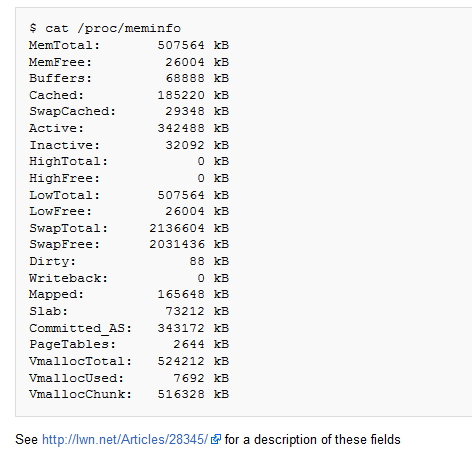 $ cat /proc/meminfo
MemTotal: 507564 kB
MemFree: 26004 kB
Buffers: 68888 kB
Cached: 185220 kB
SwapCached: 29348 kB
Active: 342488 kB
Inactive: 32092 kB
HighTotal: 0 kB
HighFree: 0 kB
LowTotal: 507564 kB
LowFree: 26004 kB
SwapTotal: 2136604 kB
SwapFree: 2031436 kB
Dirty: 88 kB
Writeback: 0 kB
Mapped: 165648 kB
Slab: 73212 kB
Committed_AS: 343172 kB
PageTables: 2644 kB
VmallocTotal: 524212 kB
VmallocUsed: 7692 kB
VmallocChunk: 516328 kB
See http://lwn.net/Articles/28345/ for a description of these fields